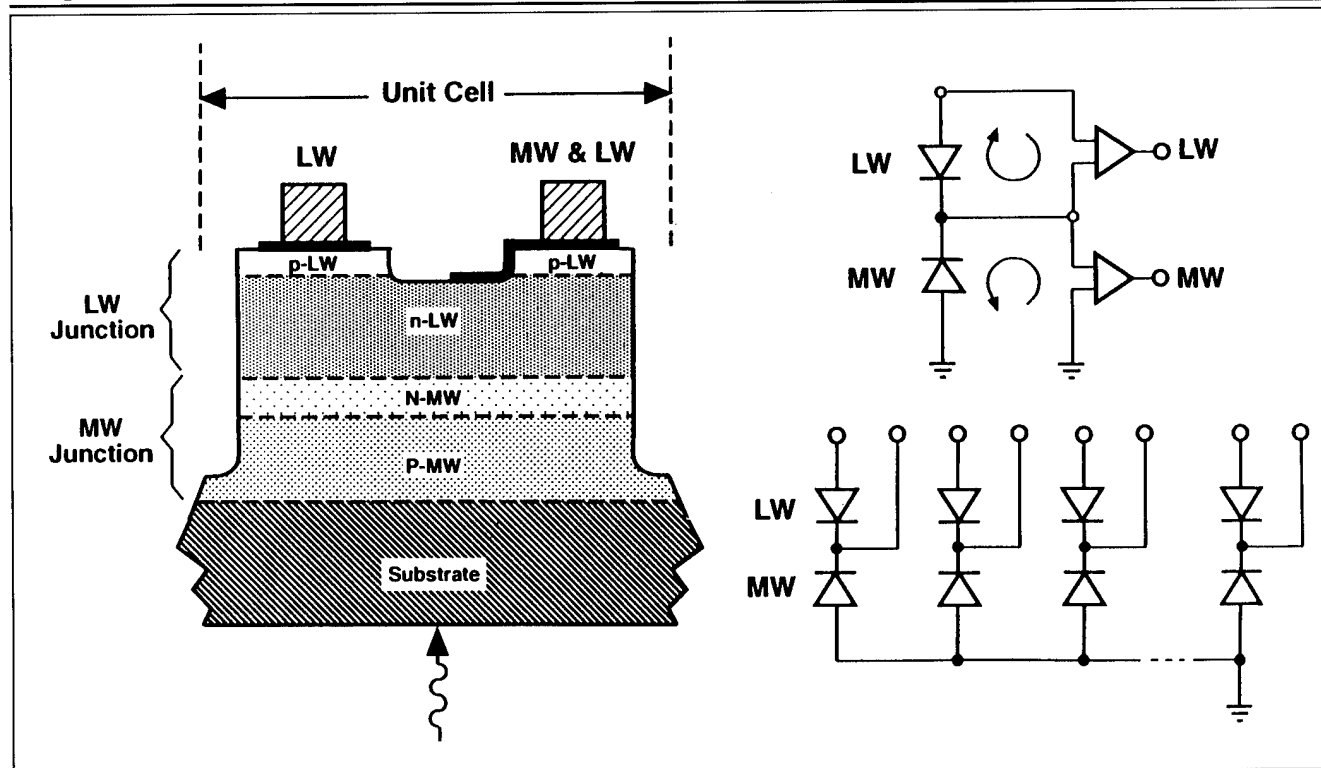 Unit Cell
LW
MW & LW
p-LW
p-LW
LW
Junction
n-LW
N-MW
MW
Junction
P-MW
Substrate
LW
LW
MW
MW
LW
MW